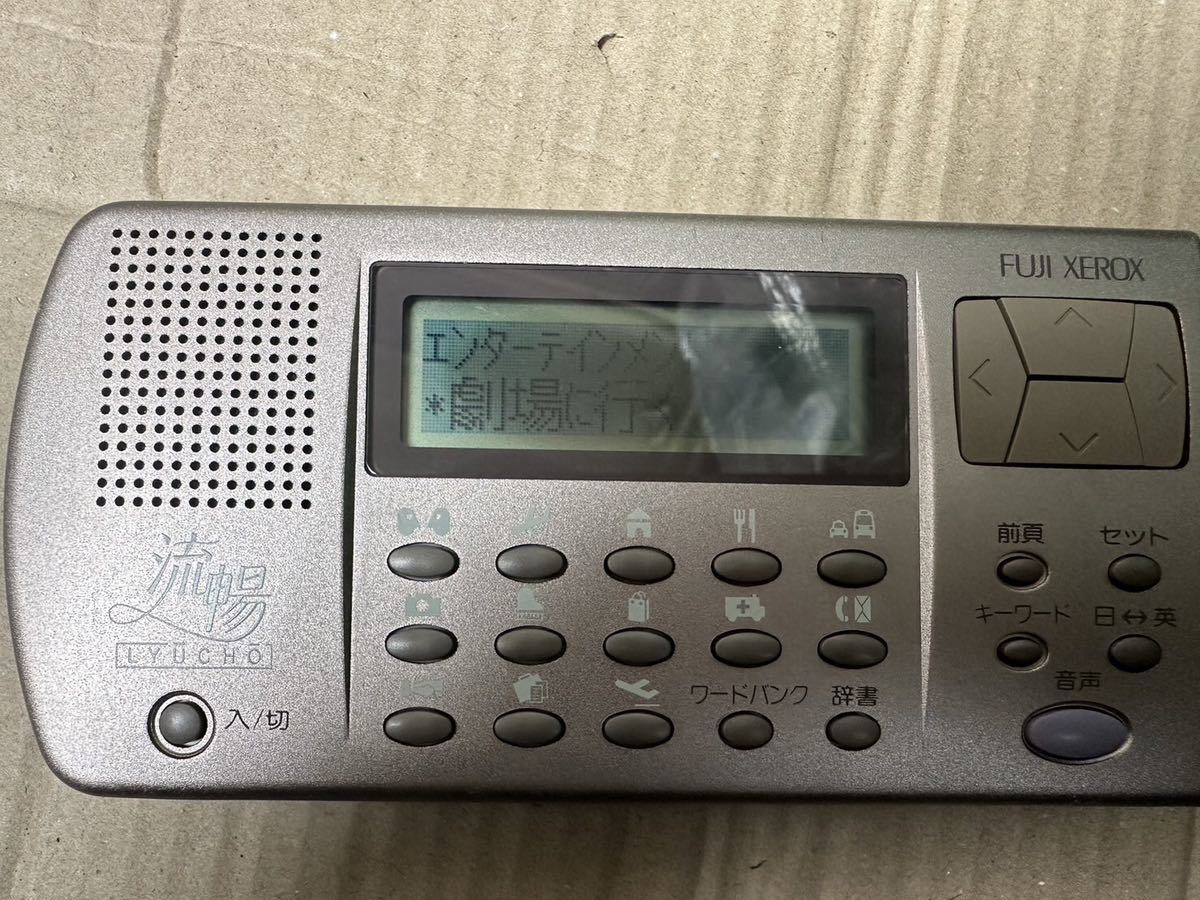 FUJI XEROX
エンターテインメン
*劇場に行く
流暢
LYUCHO
入/切
ワードバンク
辞書
前頁
セット
キーワード
日↔英
音声